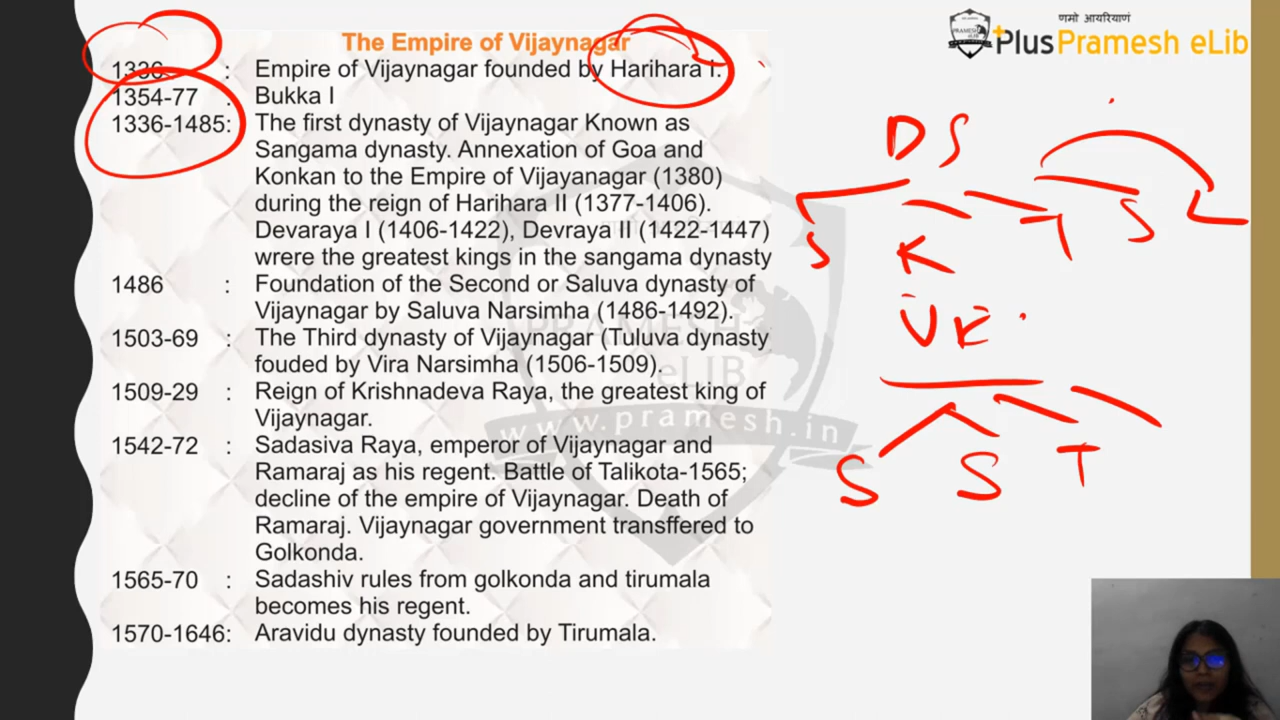 णमो आयरियाणं
PRAMESH
eLIB
Plus Pramesh eLib
The Empire of Vijaynagar
1336 : Empire of Vijaynagar founded by Harihara I.
1354-77 : Bukka I
1336-1485: The first dynasty of Vijaynagar Known as
Sangama dynasty. Annexation of Goa and
Konkan to the Empire of Vijayanagar (1380)
during the reign of Harihara II (1377-1406).
Devaraya I (1406-1422), Devraya II (1422-1447)
wrere the greatest kings in the sangama dynasty
1486 : Foundation of the Second or Saluva dynasty of
Vijaynagar by Saluva Narsimha (1486-1492).
1503-69 : The Third dynasty of Vijaynagar (Tuluva dynasty
fouded by Vira Narsimha (1506-1509).
1509-29 : Reign of Krishnadeva Raya, the greatest king of
Vijaynagar.
1542-72 : Sadasiva Raya, emperor of Vijaynagar and
Ramaraj as his regent. Battle of Talikota-1565;
decline of the empire of Vijaynagar. Death of
Ramaraj. Vijaynagar government transffered to
Golkonda.
1565-70 : Sadashiv rules from golkonda and tirumala
becomes his regent.
1570-1646: Aravidu dynasty founded by Tirumala.
PRAMESH
eLIB
www.pramesh.in
DS
S K T S L
VE
S S T